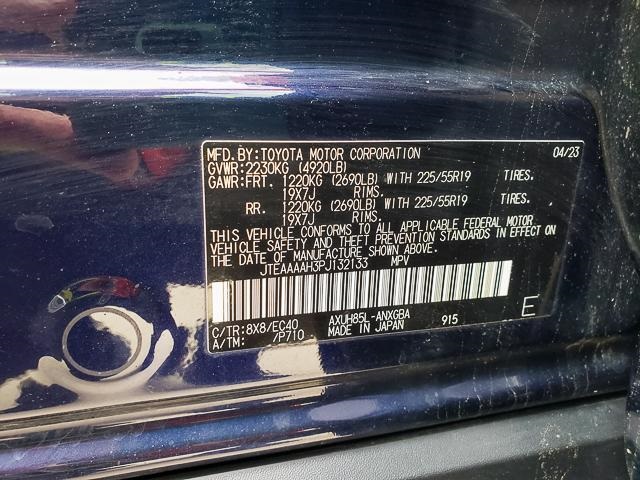 MFD.BY:TOYOTA MOTOR CORPORATION 04/23
GVWR:2230KG (4920LB)
GAWR:FRT. 1220KG (2690LB) WITH 225/55R19 TIRES.
19X7J RIMS.
RR. 1220KG (2690LB) WITH 225/55R19 TIRES.
19X7J RIMS.
THIS VEHICLE CONFORMS TO ALL APPLICABLE FEDERAL MOTOR
VEHICLE SAFETY AND THEFT PREVENTION STANDARDS IN EFFECT ON
THE DATE OF MANUFACTURE SHOWN ABOVE.
JTEAAAAH3PJ132133 MPV
C/TR:8X8/EC40 AXUH85L-ANXGBA 915 E
A/TM: /P710 MADE IN JAPAN